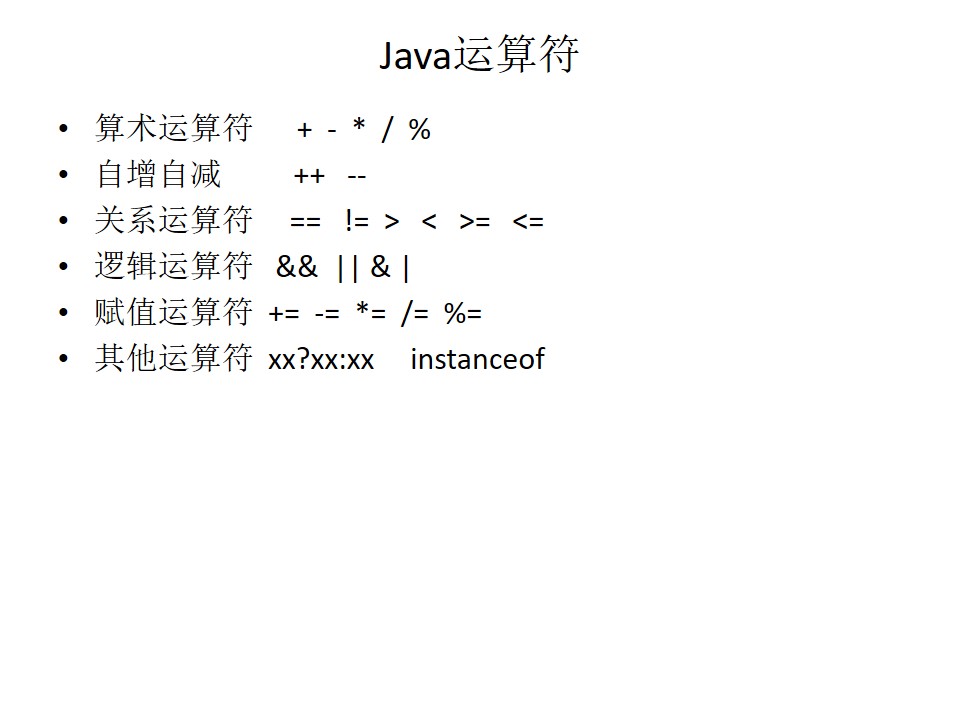 Java运算符
• 算术运算符 + - * / %
• 自增自减 ++ --
• 关系运算符 == != > < >= <=
• 逻辑运算符 && || & |
• 赋值运算符 += -= *= /= %=
• 其他运算符 xx?xx:xx instanceof